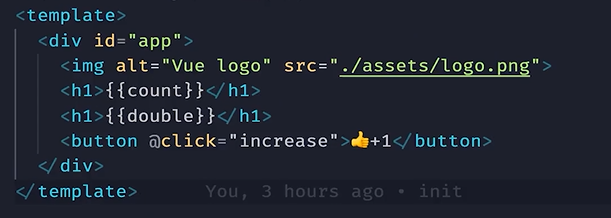 <template>
  <div id="app">
    <img alt="Vue logo" src="./assets/logo.png">
    <h1>{{count}}</h1>
    <h1>{{double}}</h1>
    <button @click="increase">👍+1</button>
  </div>
</template>      You, 3 hours ago • init